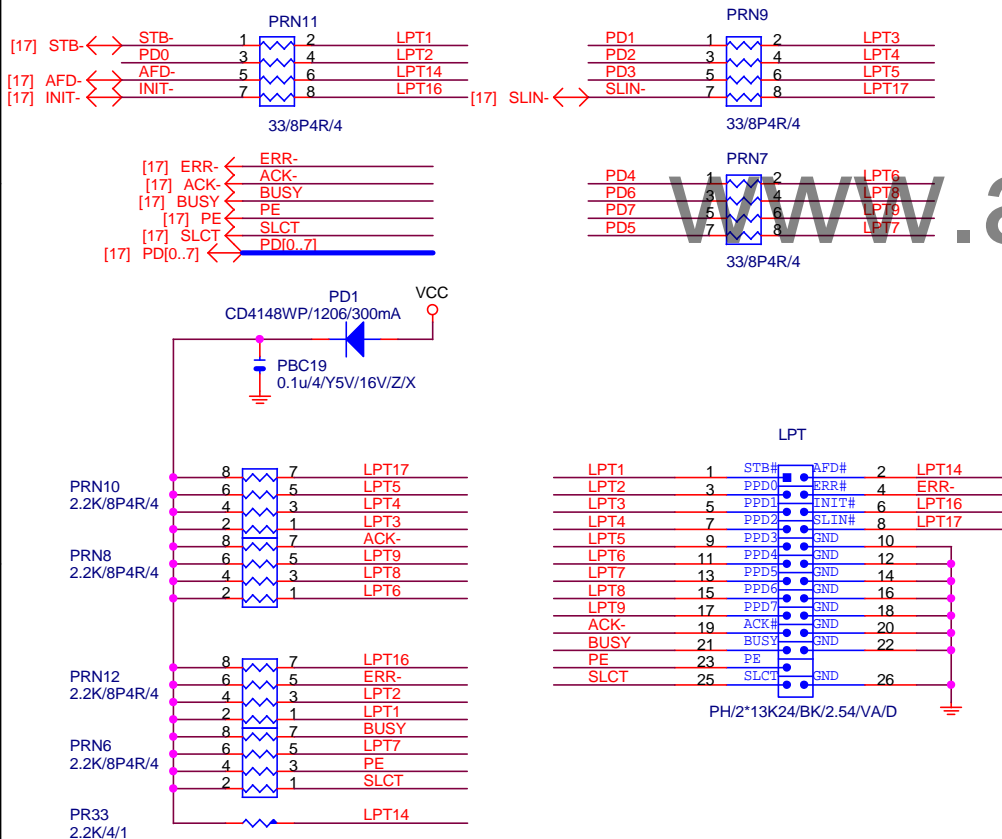 PRN11
[17] STB- STB- 1 2 LPT1
PD0 3 4 LPT2
[17] AFD- AFD- 5 6 LPT14
[17] INIT- INIT- 7 8 LPT16
33/8P4R/4
PRN9
PD1 1 2 LPT3
PD2 3 4 LPT4
PD3 5 6 LPT5
[17] SLIN- SLIN- 7 8 LPT17
33/8P4R/4
[17] ERR- ERR-
[17] ACK- ACK-
[17] BUSY BUSY
[17] PE PE
[17] SLCT SLCT
[17] PD[0..7] PD[0..7]
PRN7
PD4 1 2 LPT6
PD6 3 4 LPT8
PD7 5 6 LPT9
PD5 7 8 LPT7
33/8P4R/4
www.a
PD1
CD4148WP/1206/300mA
VCC
PBC19
0.1u/4/Y5V/16V/Z/X
PRN10
2.2K/8P4R/4
8 7 LPT17
6 5 LPT5
4 3 LPT4
2 1 LPT3
PRN8
2.2K/8P4R/4
8 7 ACK-
6 5 LPT9
4 3 LPT8
2 1 LPT6
PRN12
2.2K/8P4R/4
8 7 LPT16
6 5 ERR-
4 3 LPT2
2 1 LPT1
PRN6
2.2K/8P4R/4
8 7 BUSY
6 5 LPT7
4 3 PE
2 1 SLCT
PR33
2.2K/4/1
LPT14
LPT
LPT1 1 STB# AFD# 2 LPT14
LPT2 3 PPD0 ERR# 4 ERR-
LPT3 5 PPD1 INIT# 6 LPT16
LPT4 7 PPD2 SLIN# 8 LPT17
LPT5 9 PPD3 GND 10
LPT6 11 PPD4 GND 12
LPT7 13 PPD5 GND 14
LPT8 15 PPD6 GND 16
LPT9 17 PPD7 GND 18
ACK- 19 ACK# GND 20
BUSY 21 BUSY GND 22
PE 23 PE
SLCT 25 SLCT GND 26
PH/2*13K24/BK/2.54/VA/D